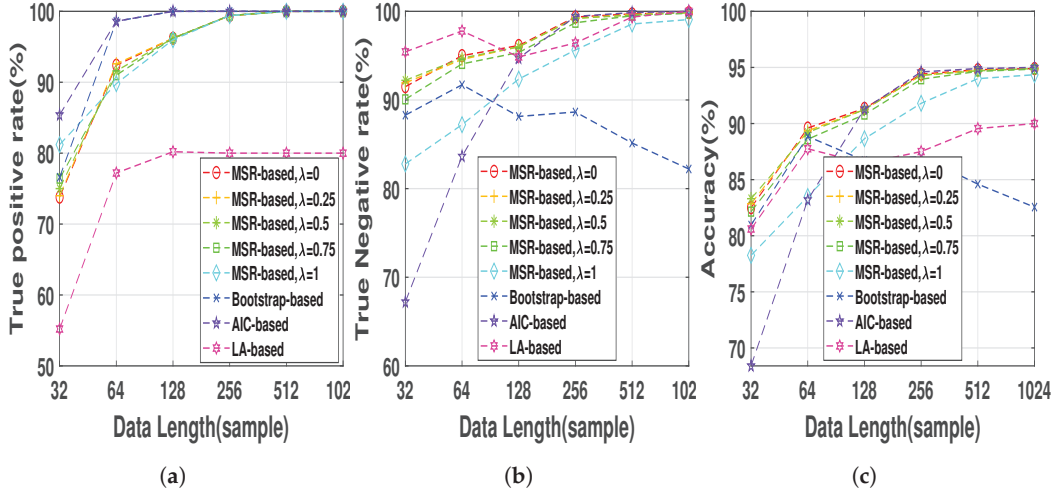 True positive rate(%)
100
90
80
70
60
50
32 64 128 256 512 102
Data Length(sample)
MSR-based,λ=0
MSR-based,λ=0.25
MSR-based,λ=0.5
MSR-based,λ=0.75
MSR-based,λ=1
Bootstrap-based
AIC-based
LA-based
(a)
True Negative rate(%)
100
90
80
70
60
32 64 128 256 512 102
Data Length(sample)
MSR-based,λ=0
MSR-based,λ=0.25
MSR-based,λ=0.5
MSR-based,λ=0.75
MSR-based,λ=1
Bootstrap-based
AIC-based
LA-based
(b)
Accuracy(%)
100
95
90
85
80
75
70
32 64 128 256 512 1024
Data Length(sample)
MSR-based,λ=0
MSR-based,λ=0.25
MSR-based,λ=0.5
MSR-based,λ=0.75
MSR-based,λ=1
Bootstrap-based
AIC-based
LA-based
(c)